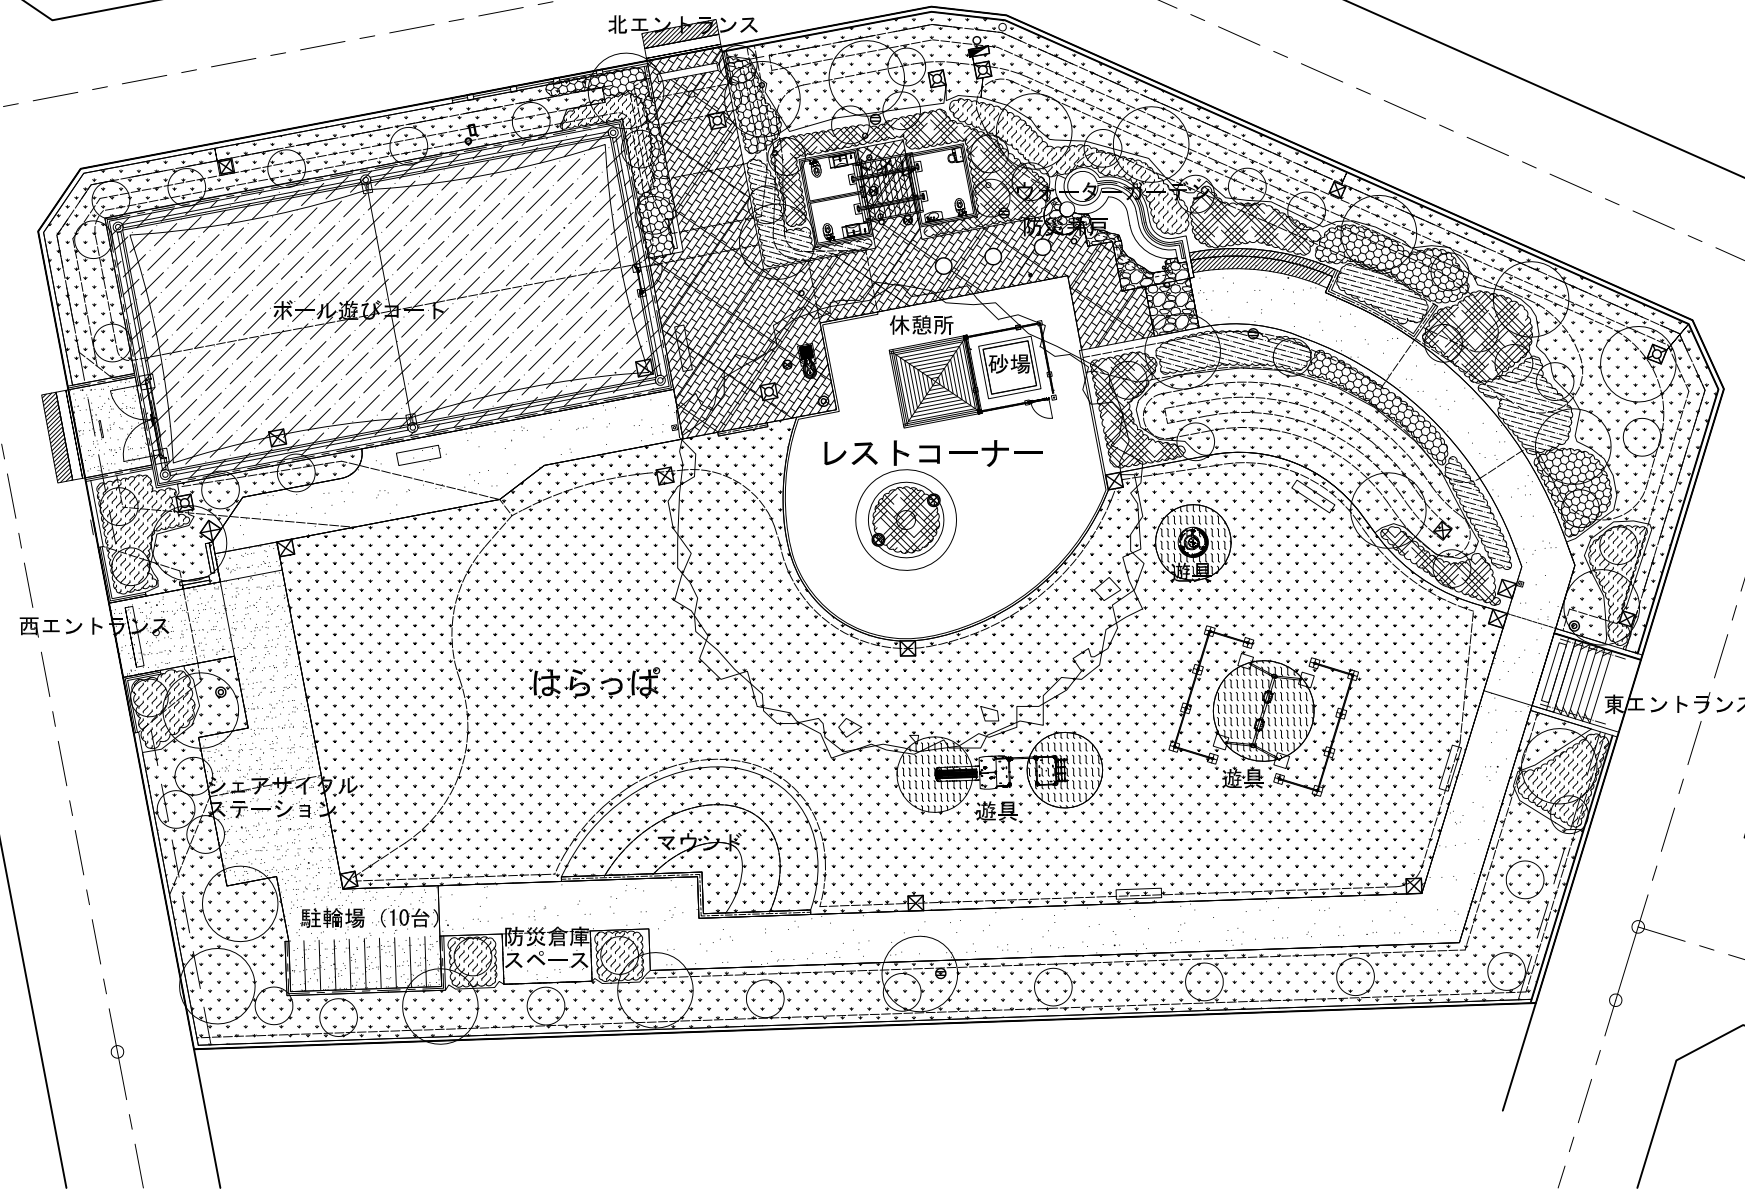 北エントランス
ウォーターガーデン
防災井戸
ボール遊びコート
休憩所
砂場
レストコーナー
遊具
西エントランス
はらっぱ
東エントランス
遊具
シェアサイクル
ステーション
遊具
マウンド
駐輪場（10台）
防災倉庫
スペース